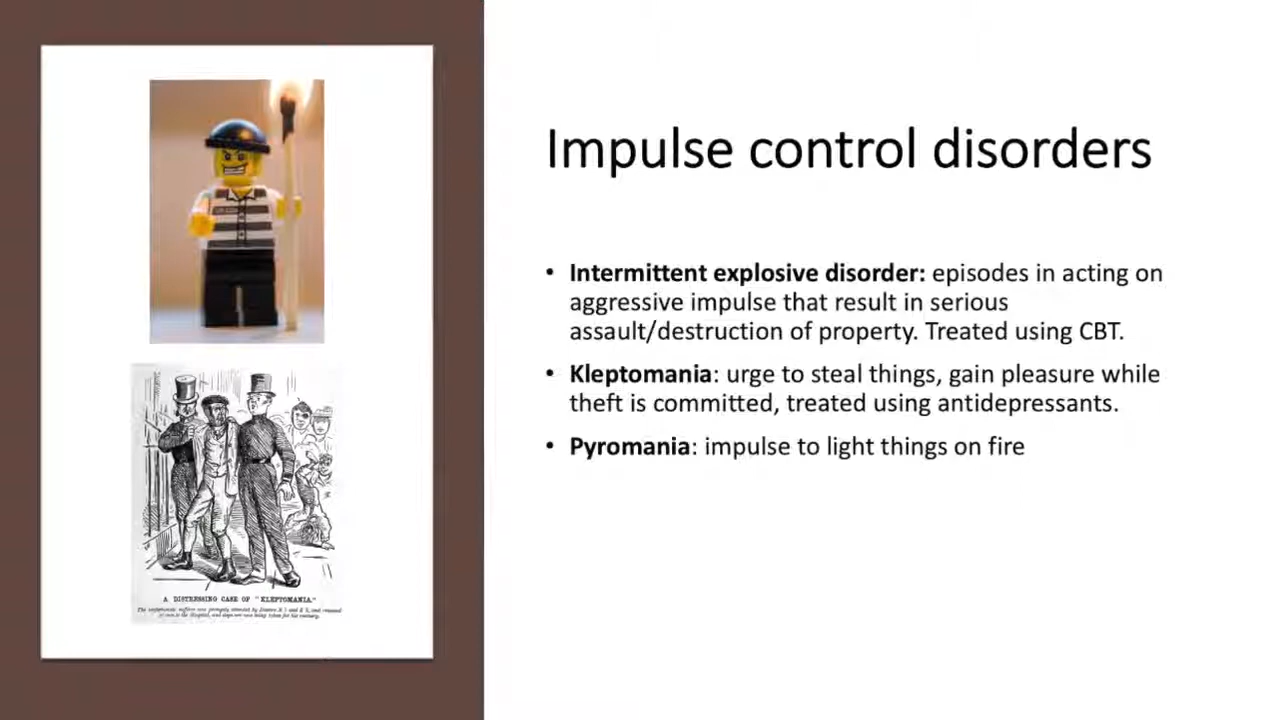 Impulse control disorders
• Intermittent explosive disorder: episodes in acting on
aggressive impulse that result in serious
assault/destruction of property. Treated using CBT.
• Kleptomania: urge to steal things, gain pleasure while
theft is committed, treated using antidepressants.
• Pyromania: impulse to light things on fire
A DISTRESSING CASE OF "KLEPTOMANIA."